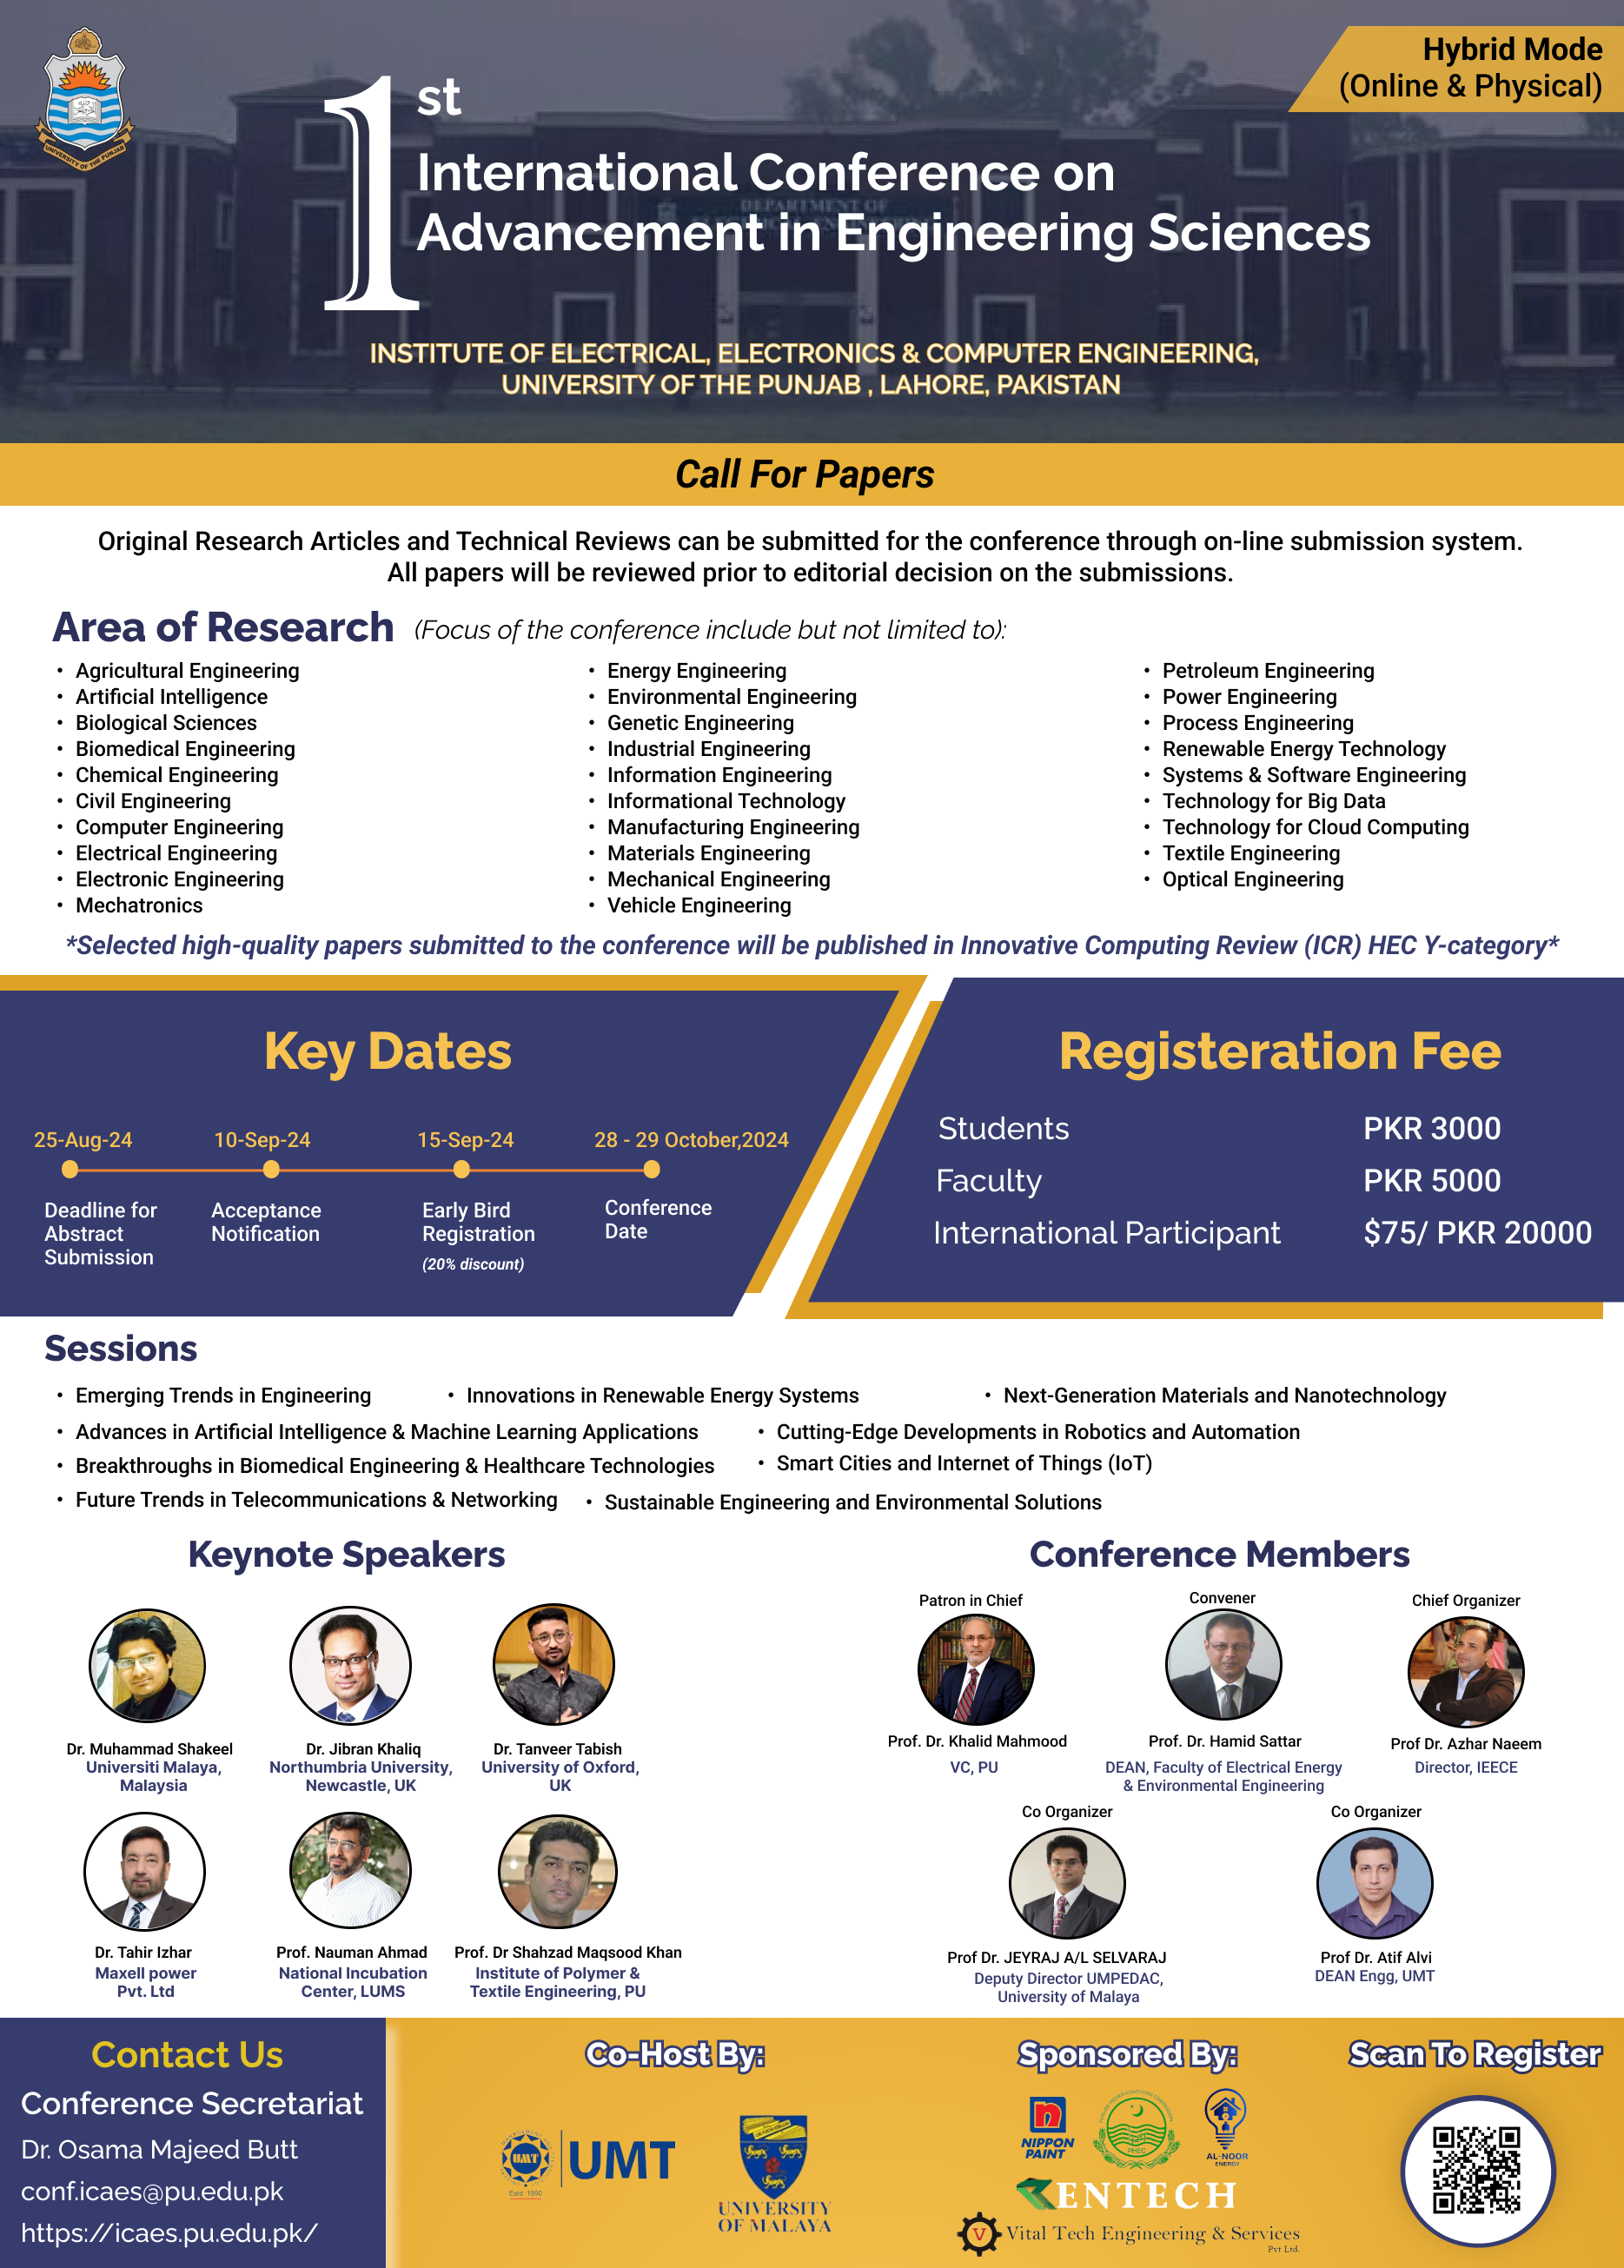 UNIVERSITY OF THE PUNJAB
Hybrid Mode
(Online & Physical)
1st
International Conference on
Advancement in Engineering Sciences
DEPARTMENT OF
INSTITUTE OF ELECTRICAL, ELECTRONICS & COMPUTER ENGINEERING,
UNIVERSITY OF THE PUNJAB , LAHORE, PAKISTAN
Call For Papers
Original Research Articles and Technical Reviews can be submitted for the conference through on-line submission system.
All papers will be reviewed prior to editorial decision on the submissions.
Area of Research (Focus of the conference include but not limited to):
• Agricultural Engineering
• Artificial Intelligence
• Biological Sciences
• Biomedical Engineering
• Chemical Engineering
• Civil Engineering
• Computer Engineering
• Electrical Engineering
• Electronic Engineering
• Mechatronics
• Energy Engineering
• Environmental Engineering
• Genetic Engineering
• Industrial Engineering
• Information Engineering
• Informational Technology
• Manufacturing Engineering
• Materials Engineering
• Mechanical Engineering
• Vehicle Engineering
• Petroleum Engineering
• Power Engineering
• Process Engineering
• Renewable Energy Technology
• Systems & Software Engineering
• Technology for Big Data
• Technology for Cloud Computing
• Textile Engineering
• Optical Engineering
*Selected high-quality papers submitted to the conference will be published in Innovative Computing Review (ICR) HEC Y-category*
Key Dates
25-Aug-24
Deadline for
Abstract
Submission
10-Sep-24
Acceptance
Notification
15-Sep-24
Early Bird
Registration
(20% discount)
28 - 29 October,2024
Conference
Date
Registeration Fee
Students PKR 3000
Faculty PKR 5000
International Participant $75/ PKR 20000
Sessions
• Emerging Trends in Engineering • Innovations in Renewable Energy Systems • Next-Generation Materials and Nanotechnology
• Advances in Artificial Intelligence & Machine Learning Applications • Cutting-Edge Developments in Robotics and Automation
• Breakthroughs in Biomedical Engineering & Healthcare Technologies • Smart Cities and Internet of Things (IoT)
• Future Trends in Telecommunications & Networking • Sustainable Engineering and Environmental Solutions
Keynote Speakers
Dr. Muhammad Shakeel
Universiti Malaya,
Malaysia
Dr. Jibran Khaliq
Northumbria University,
Newcastle, UK
Dr. Tanveer Tabish
University of Oxford,
UK
Dr. Tahir Izhar
Maxell power
Pvt. Ltd
Prof. Nauman Ahmad
National Incubation
Center, LUMS
Prof. Dr Shahzad Maqsood Khan
Institute of Polymer &
Textile Engineering, PU
Conference Members
Patron in Chief
Prof. Dr. Khalid Mahmood
VC, PU
Convener
Prof. Dr. Hamid Sattar
DEAN, Faculty of Electrical Energy
& Environmental Engineering
Chief Organizer
Prof Dr. Azhar Naeem
Director, IEECE
Co Organizer
Prof Dr. JEYRAJ A/L SELVARAJ
Deputy Director UMPEDAC,
University of Malaya
Co Organizer
Prof Dr. Atif Alvi
DEAN Engg, UMT
Contact Us
Conference Secretariat
Dr. Osama Majeed Butt
conf.icaes@pu.edu.pk
https://icaes.pu.edu.pk/
Co-Host By:
UMT
Estd. 1990
UMT
UNIVERSITY
OF MALAYA
Sponsored By:
n
NIPPON
PAINT
PHEC
AL-NOOR
ENERGY
RENTECH
V
Vital Tech Engineering & Services
Pvt Ltd.
Scan To Register